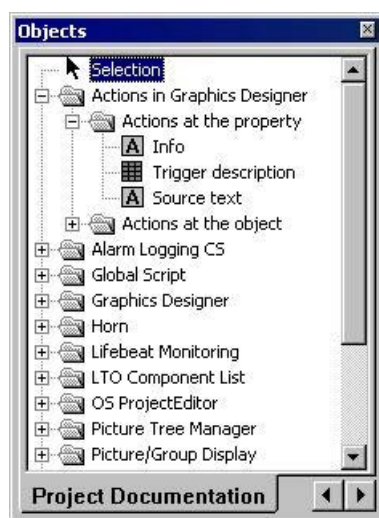 Objects
Selection
Actions in Graphics Designer
Actions at the property
A Info
Trigger description
A Source text
Actions at the object
Alarm Logging CS
Global Script
Graphics Designer
Horn
Lifebeat Monitoring
LTO Component List
OS ProjectEditor
Picture Tree Manager
Picture/Group Display
Project Documentation